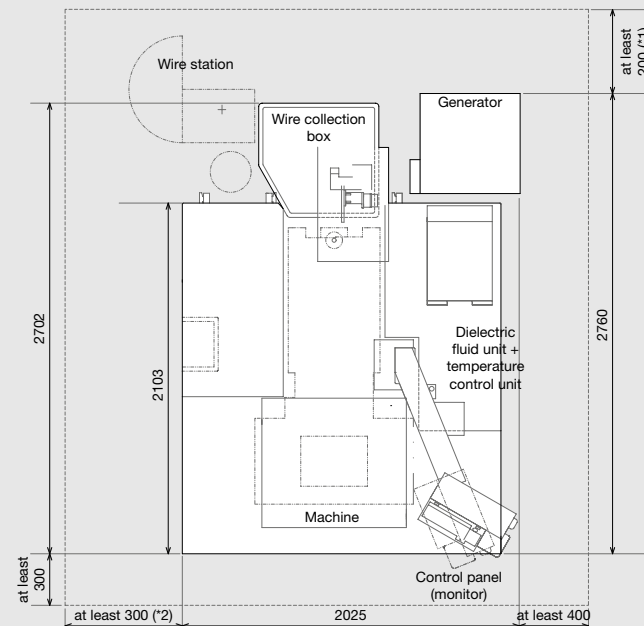 at least
200 (*1)
Wire station
Generator
Wire collection
box
2702
2103
2760
Dielectric
fluid unit +
temperature
control unit
Machine
at least
300
Control panel
(monitor)
at least 300 (*2)
2025
at least 400